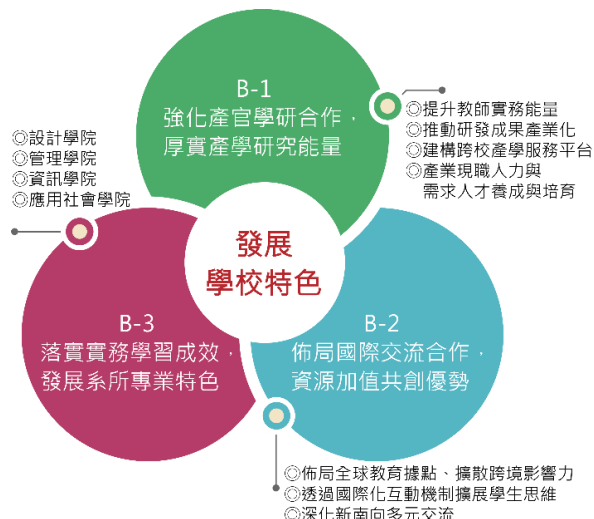 B-1
強化產官學研合作，
厚實產學研究能量
◎提升教師實務能量
◎推動研發成果產業化
◎建構跨校產學服務平台
◎產業現職人力與
需求人才養成與培育
◎設計學院
◎管理學院
◎資訊學院
◎應用社會學院
發展
學校特色
B-3
落實實務學習成效，
發展系所專業特色
B-2
佈局國際交流合作，
資源加值共創優勢
◎佈局全球教育據點、擴散跨境影響力
◎透過國際化互動機制擴展學生思維
◎深化新南向多元交流